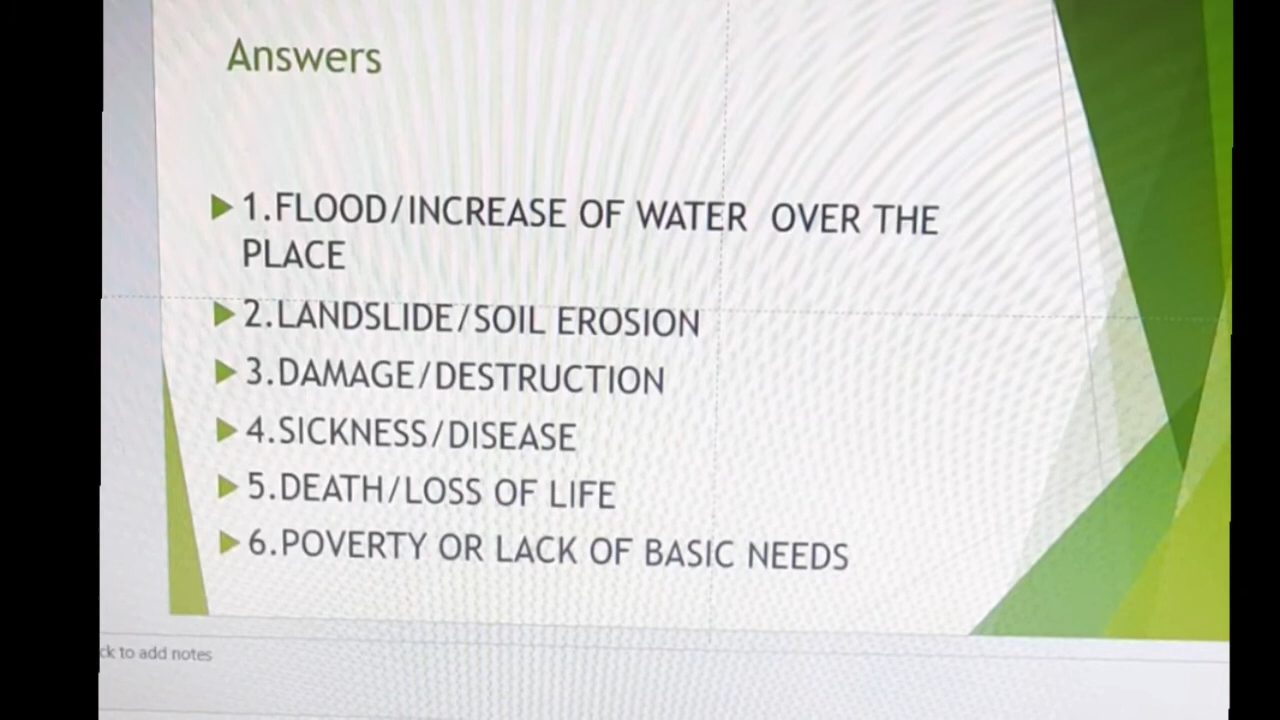 Answers
1.FLOOD/INCREASE OF WATER OVER THE
PLACE
2.LANDSLIDE/SOIL EROSION
3.DAMAGE/DESTRUCTION
4.SICKNESS/DISEASE
5.DEATH/LOSS OF LIFE
6.POVERTY OR LACK OF BASIC NEEDS
to add notes